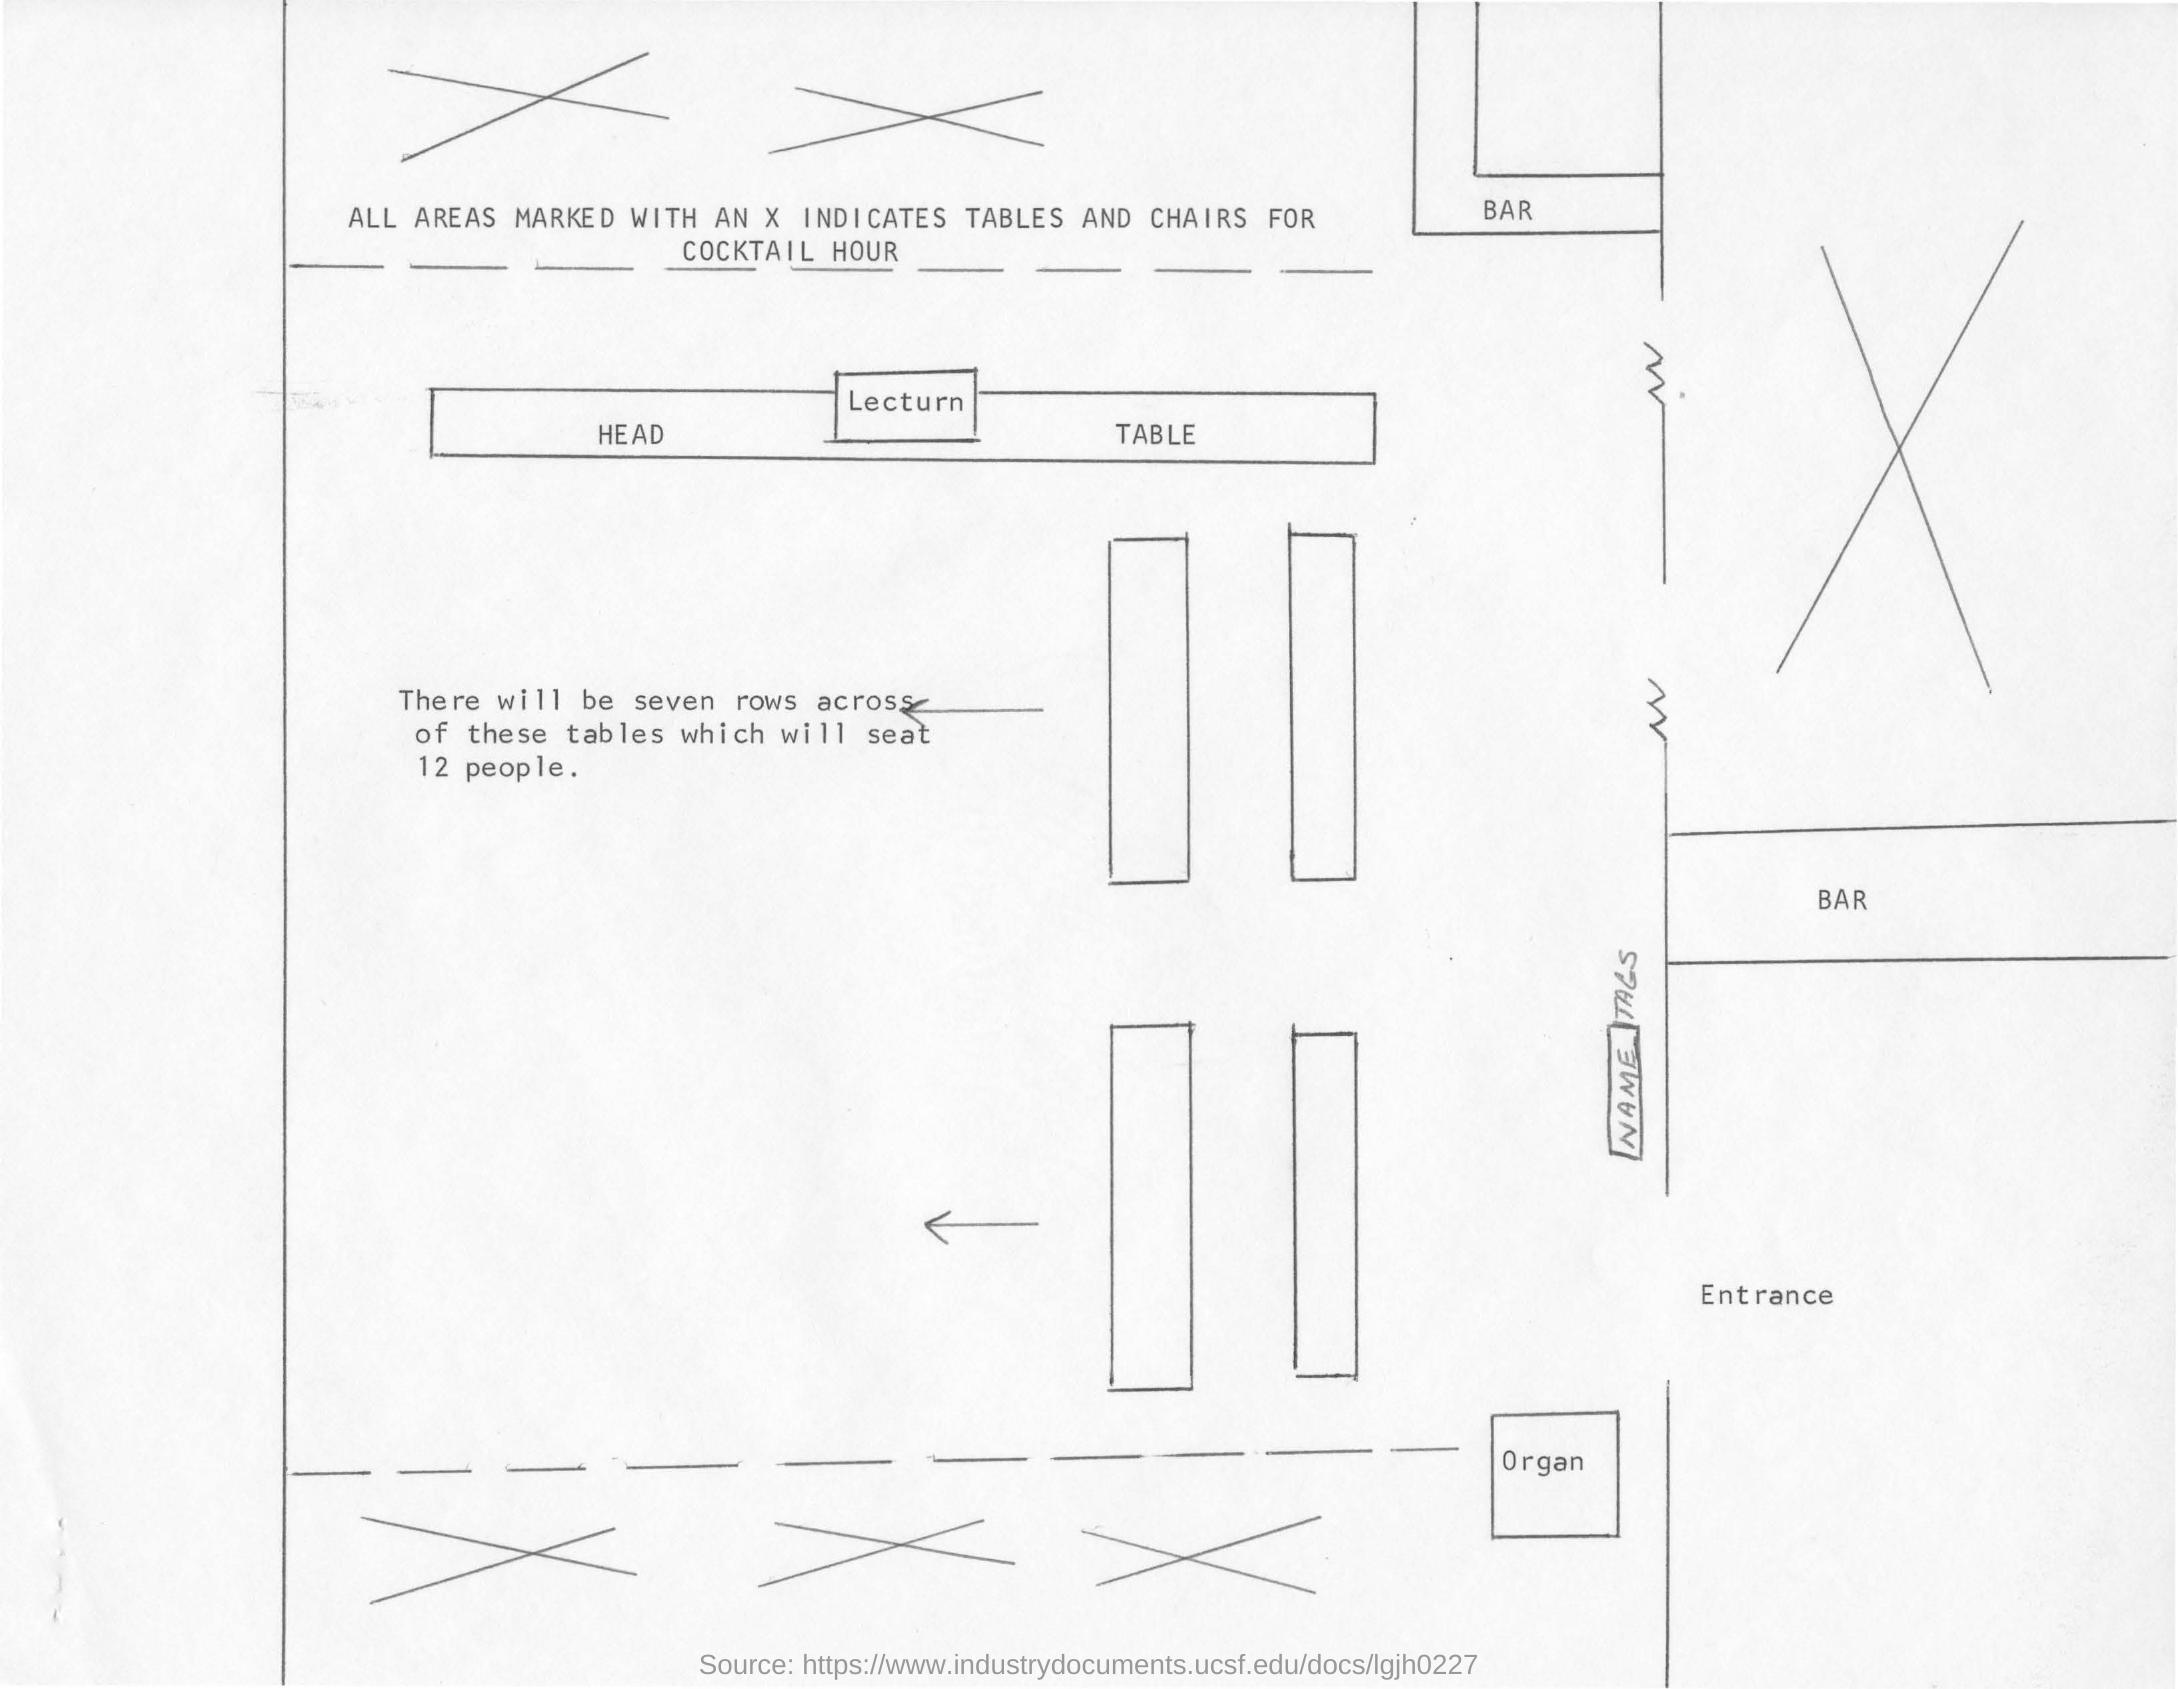 ALL AREAS MARKED WITH AN X INDICATES TABLES AND CHAIRS FOR
COCKTAIL HOUR
BAR
Lecturn
HEAD TABLE
There will be seven rows across
of these tables which will seat
12 people.
BAR
NAME TAGS
Entrance
Organ
Source: https://www.industrydocuments.ucsf.edu/docs/lgjh0227